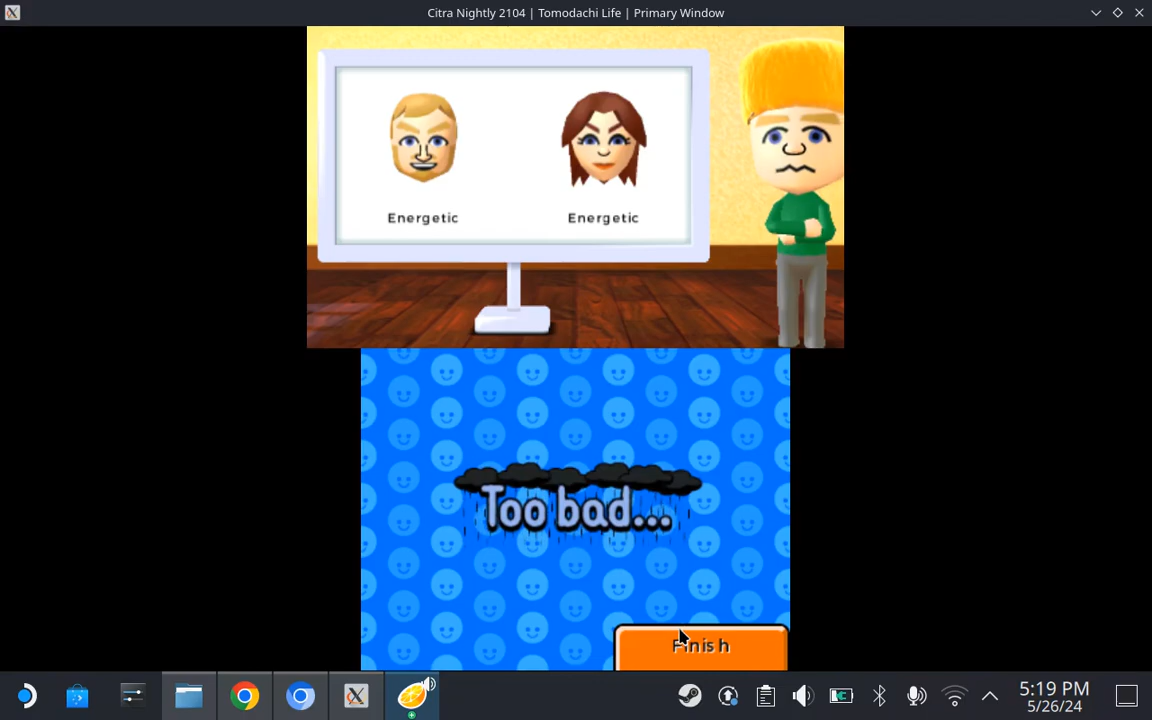 Citra Nightly 2104 | Tomodachi Life | Primary Window
Energetic Energetic
Too bad...
Finish
5:19 PM
5/26/24